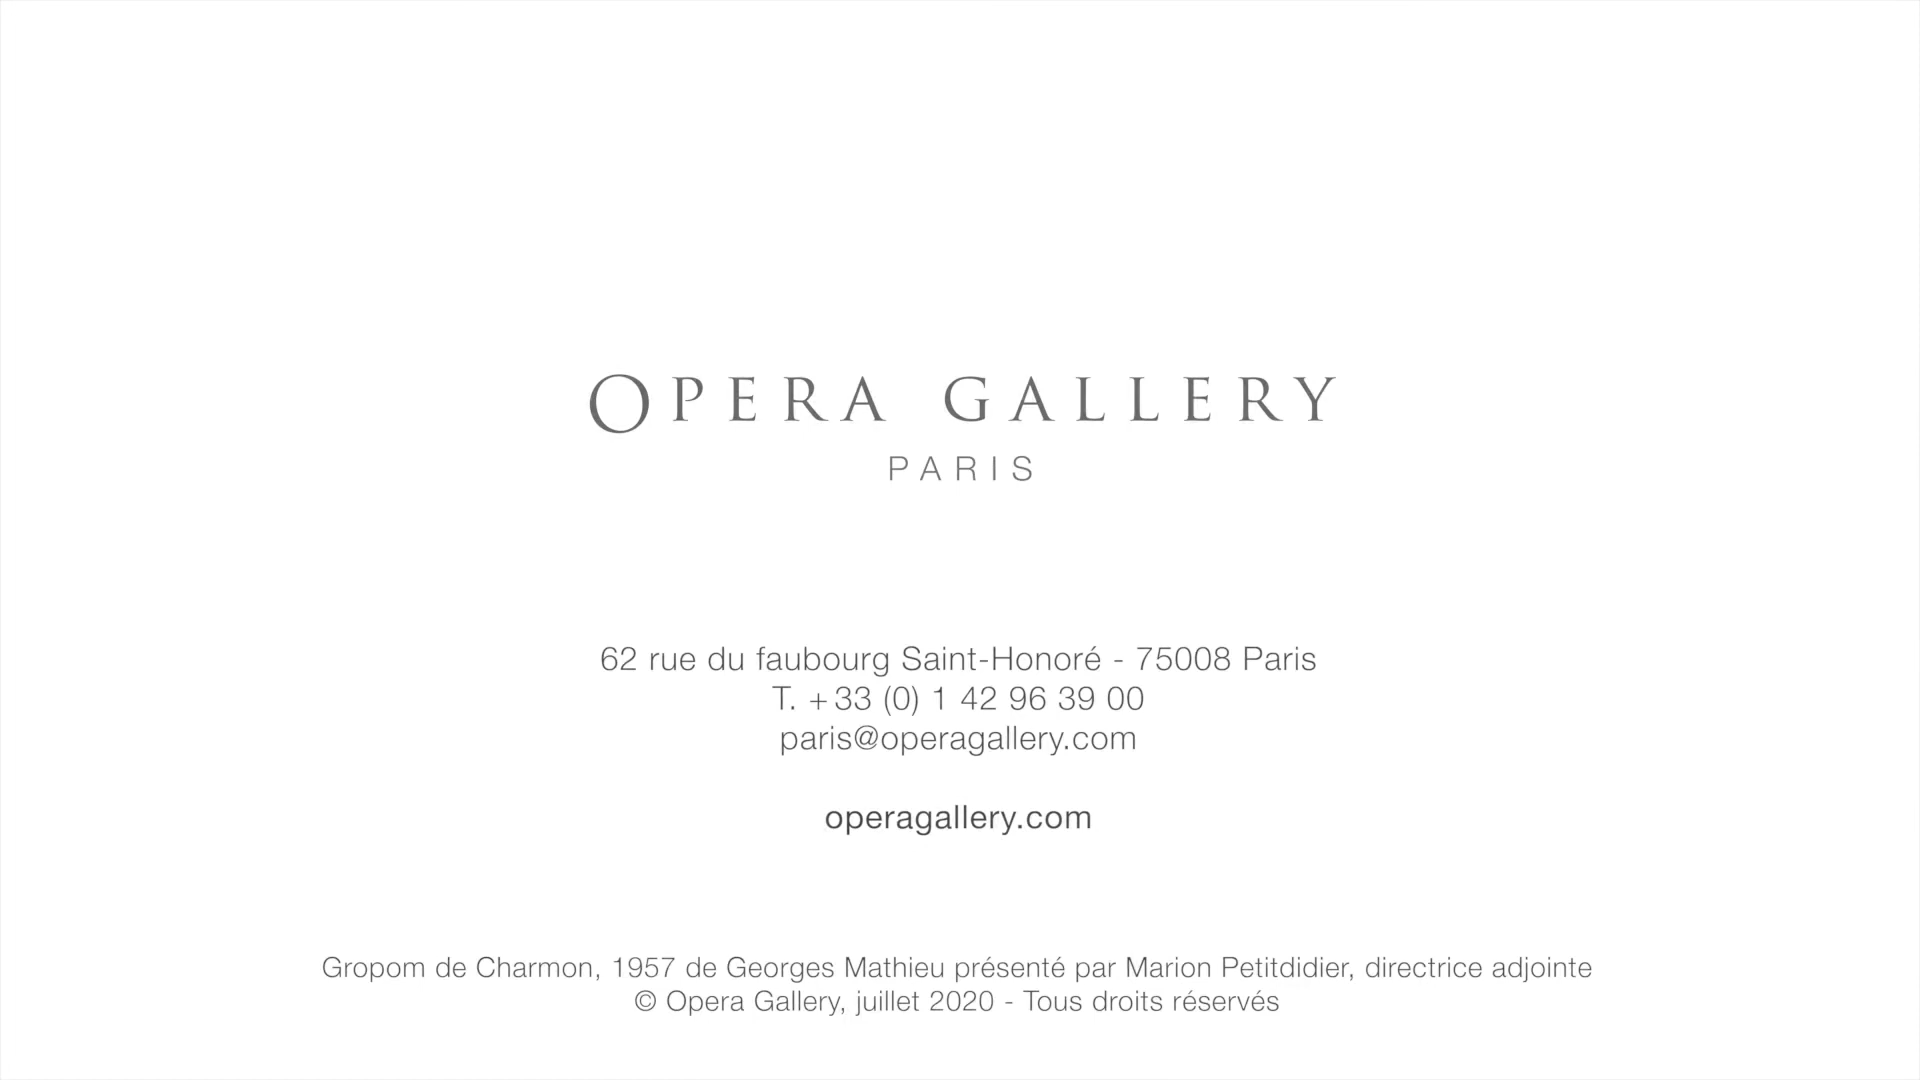 OPERA GALLERY
PARIS
62 rue du faubourg Saint-Honoré - 75008 Paris
T. +33 (0) 1 42 96 39 00
paris@operagallery.com
operagallery.com
Gropom de Charmon, 1957 de Georges Mathieu présenté par Marion Petitdidier, directrice adjointe
© Opera Gallery, juillet 2020 - Tous droits réservés